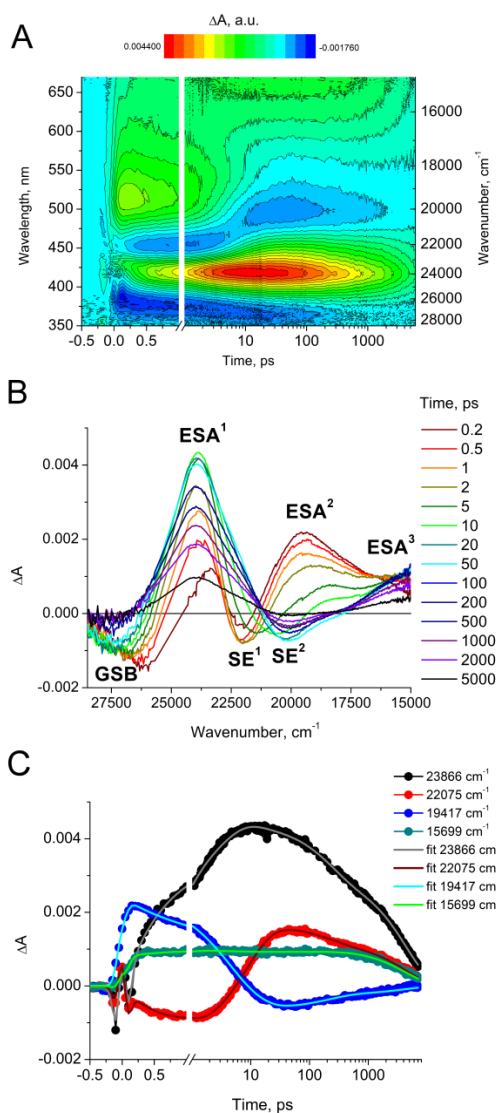 A
ΔA, a.u.
0.004400
-0.001760
Wavelength, nm
650
600
550
500
450
400
350
Wavenumber, cm⁻¹
16000
18000
20000
22000
24000
26000
28000
-0.5 0.0 0.5 1 10 100 1000
Time, ps
B
Time, ps
0.2
0.5
1
2
5
10
20
50
100
200
500
1000
2000
5000
ESA¹
ESA²
ESA³
GSB
SE¹
SE²
ΔA
0.004
0.002
0.000
-0.002
27500 25000 22500 20000 17500 15000
Wavenumber, cm⁻¹
C
23866 cm⁻¹
22075 cm⁻¹
19417 cm⁻¹
15699 cm⁻¹
fit 23866 cm
fit 22075 cm
fit 19417 cm
fit 15699 cm
ΔA
0.004
0.002
0.000
-0.002
-0.5 0.0 0.5 1 10 100 1000
Time, ps